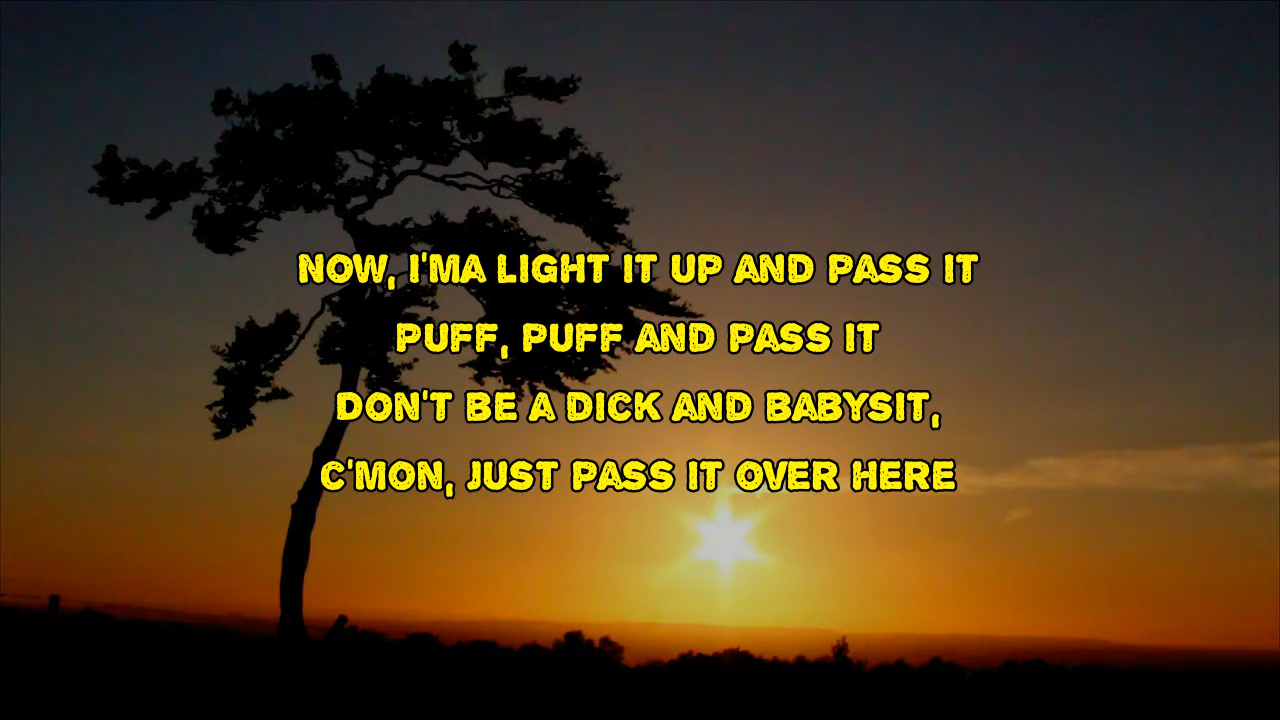 NOW, I'MA LIGHT IT UP AND PASS IT
PUFF, PUFF AND PASS IT
DON'T BE A DICK AND BABYSIT,
C'MON, JUST PASS IT OVER HERE